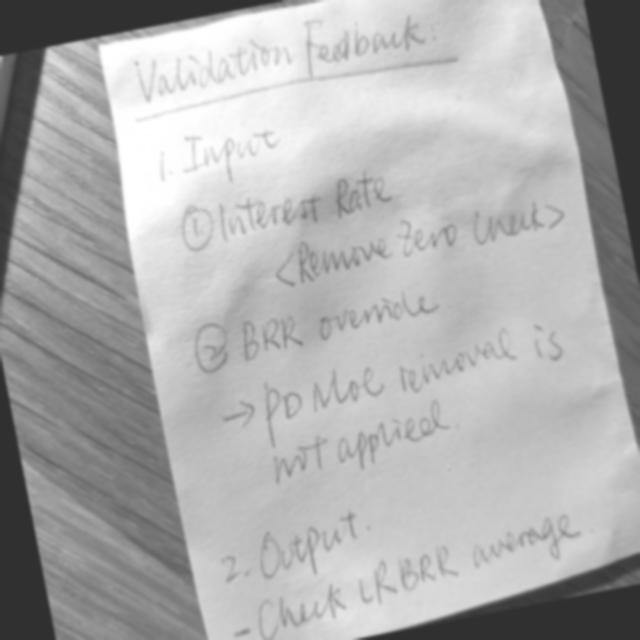 Validation Feedback:
1. Input
① Interest Rate
<Remove Zero Check>
② BRR override
→ PD MoC removal is
not applied.
2. Output.
- Check LRBRR average.